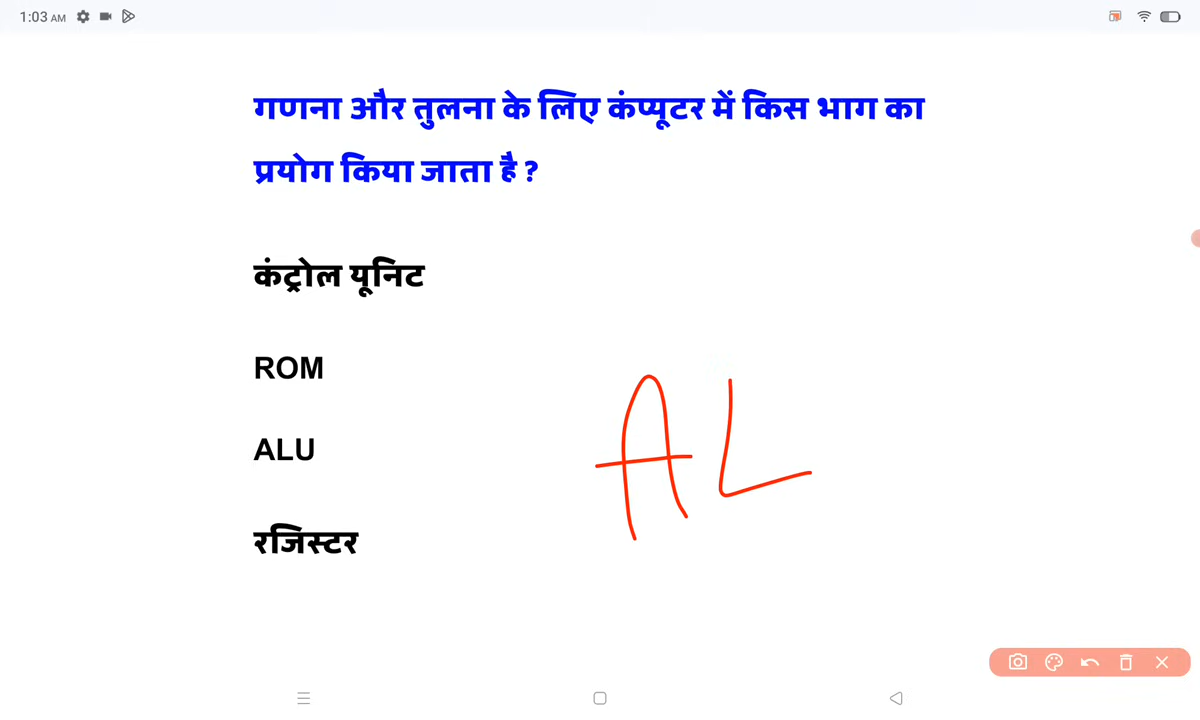 1:03 AM
गणना और तुलना के लिए कंप्यूटर में किस भाग का
प्रयोग किया जाता है ?
कंट्रोल यूनिट
ROM
ALU
रजिस्टर
AL